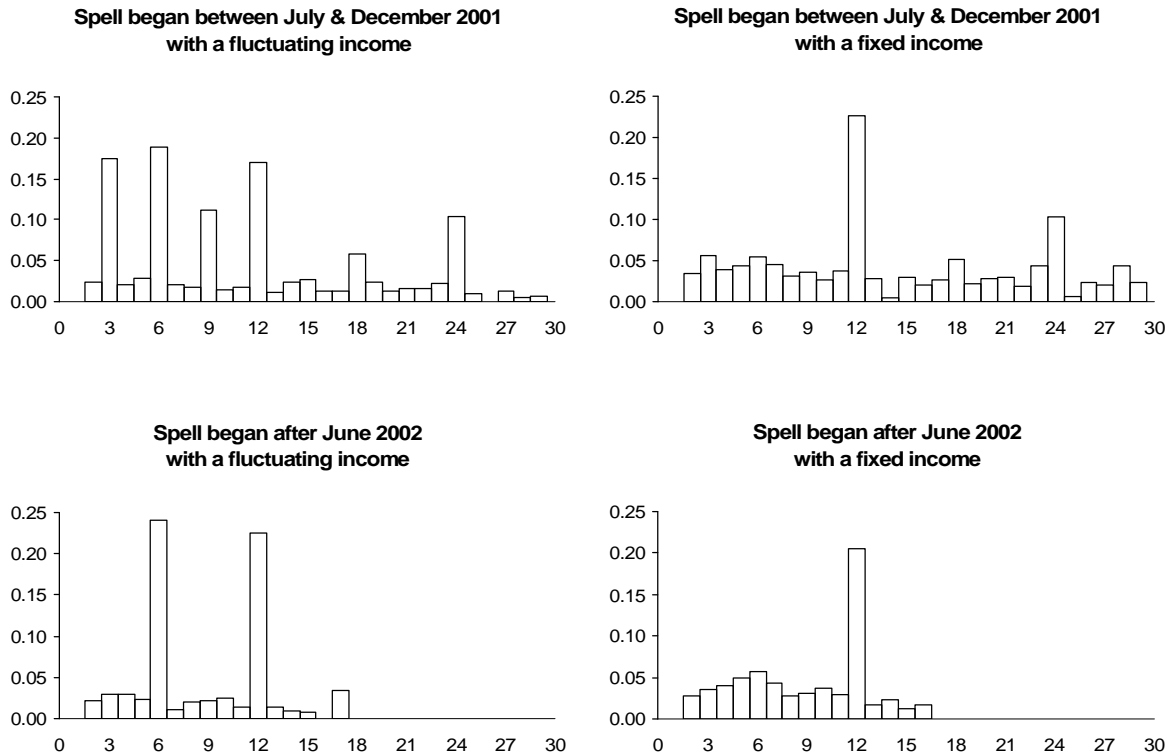 Spell began between July & December 2001
with a fluctuating income
0.25
0.20
0.15
0.10
0.05
0.00
0 3 6 9 12 15 18 21 24 27 30
Spell began between July & December 2001
with a fixed income
0.25
0.20
0.15
0.10
0.05
0.00
0 3 6 9 12 15 18 21 24 27 30
Spell began after June 2002
with a fluctuating income
0.25
0.20
0.15
0.10
0.05
0.00
0 3 6 9 12 15 18 21 24 27 30
Spell began after June 2002
with a fixed income
0.25
0.20
0.15
0.10
0.05
0.00
0 3 6 9 12 15 18 21 24 27 30